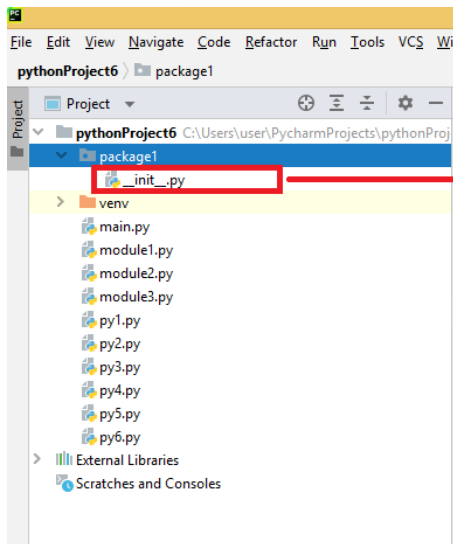 PC
File Edit View Navigate Code Refactor Run Tools VCS Wi
pythonProject6 package1
Project
Project
pythonProject6 C:\Users\user\PycharmProjects\pythonProj
package1
__init__.py
venv
main.py
module1.py
module2.py
module3.py
py1.py
py2.py
py3.py
py4.py
py5.py
py6.py
External Libraries
Scratches and Consoles